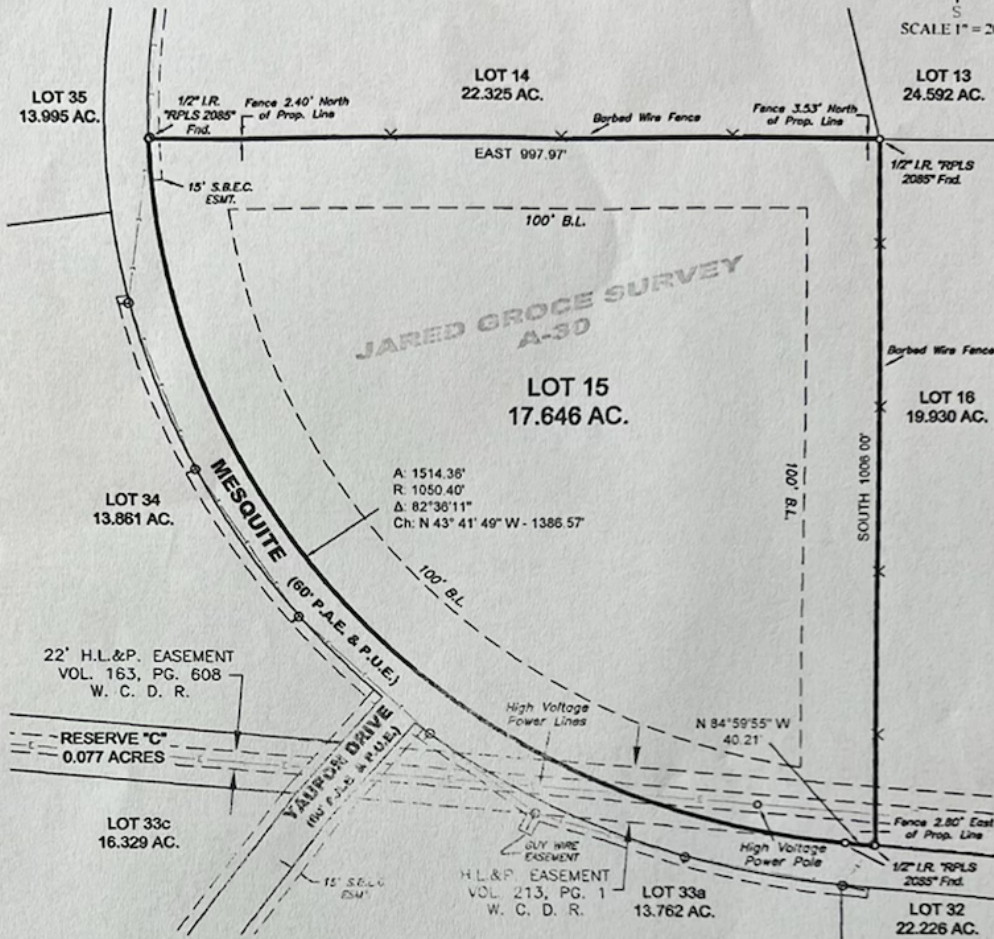 S
SCALE 1" = 20
LOT 35
13.995 AC.
1/2" I.R.
"RPLS 2085"
Fnd.
Fence 2.40' North
of Prop. Line
LOT 14
22.325 AC.
Barbed Wire Fence
Fence 3.53' North
of Prop. Line
LOT 13
24.592 AC.
EAST 997.97'
1/2" I.R. "RPLS
2085" Fnd.
15' S.B.E.C.
ESMT.
100' B.L.
JARED GROCE SURVEY
A-30
Barbed Wire Fence
LOT 15
17.646 AC.
LOT 16
19.930 AC.
A: 1514.36'
R: 1050.40'
Δ: 82°36'11"
Ch: N 43° 41' 49" W - 1386.57'
100' B.L.
SOUTH 1006.00'
LOT 34
13.861 AC.
MESQUITE
(60' P.A.E. & P.U.E.)
100' B.L.
22' H.L.&P. EASEMENT
VOL. 163, PG. 608
W. C. D. R.
High Voltage
Power Lines
N 84°59'55" W
40.21'
RESERVE "C"
0.077 ACRES
YAUPON DRIVE
(60' P.A.E. & P.U.E.)
LOT 33c
16.329 AC.
Fence 2.80' East
of Prop. Line
GUY WIRE
EASEMENT
High Voltage
Power Pole
1/2" I.R. "RPLS
2085" Fnd.
15' S.B.E.C.
ESMT.
H.L.&P. EASEMENT
VOL. 213, PG. 1
W. C. D. R.
LOT 33a
13.762 AC.
LOT 32
22.226 AC.